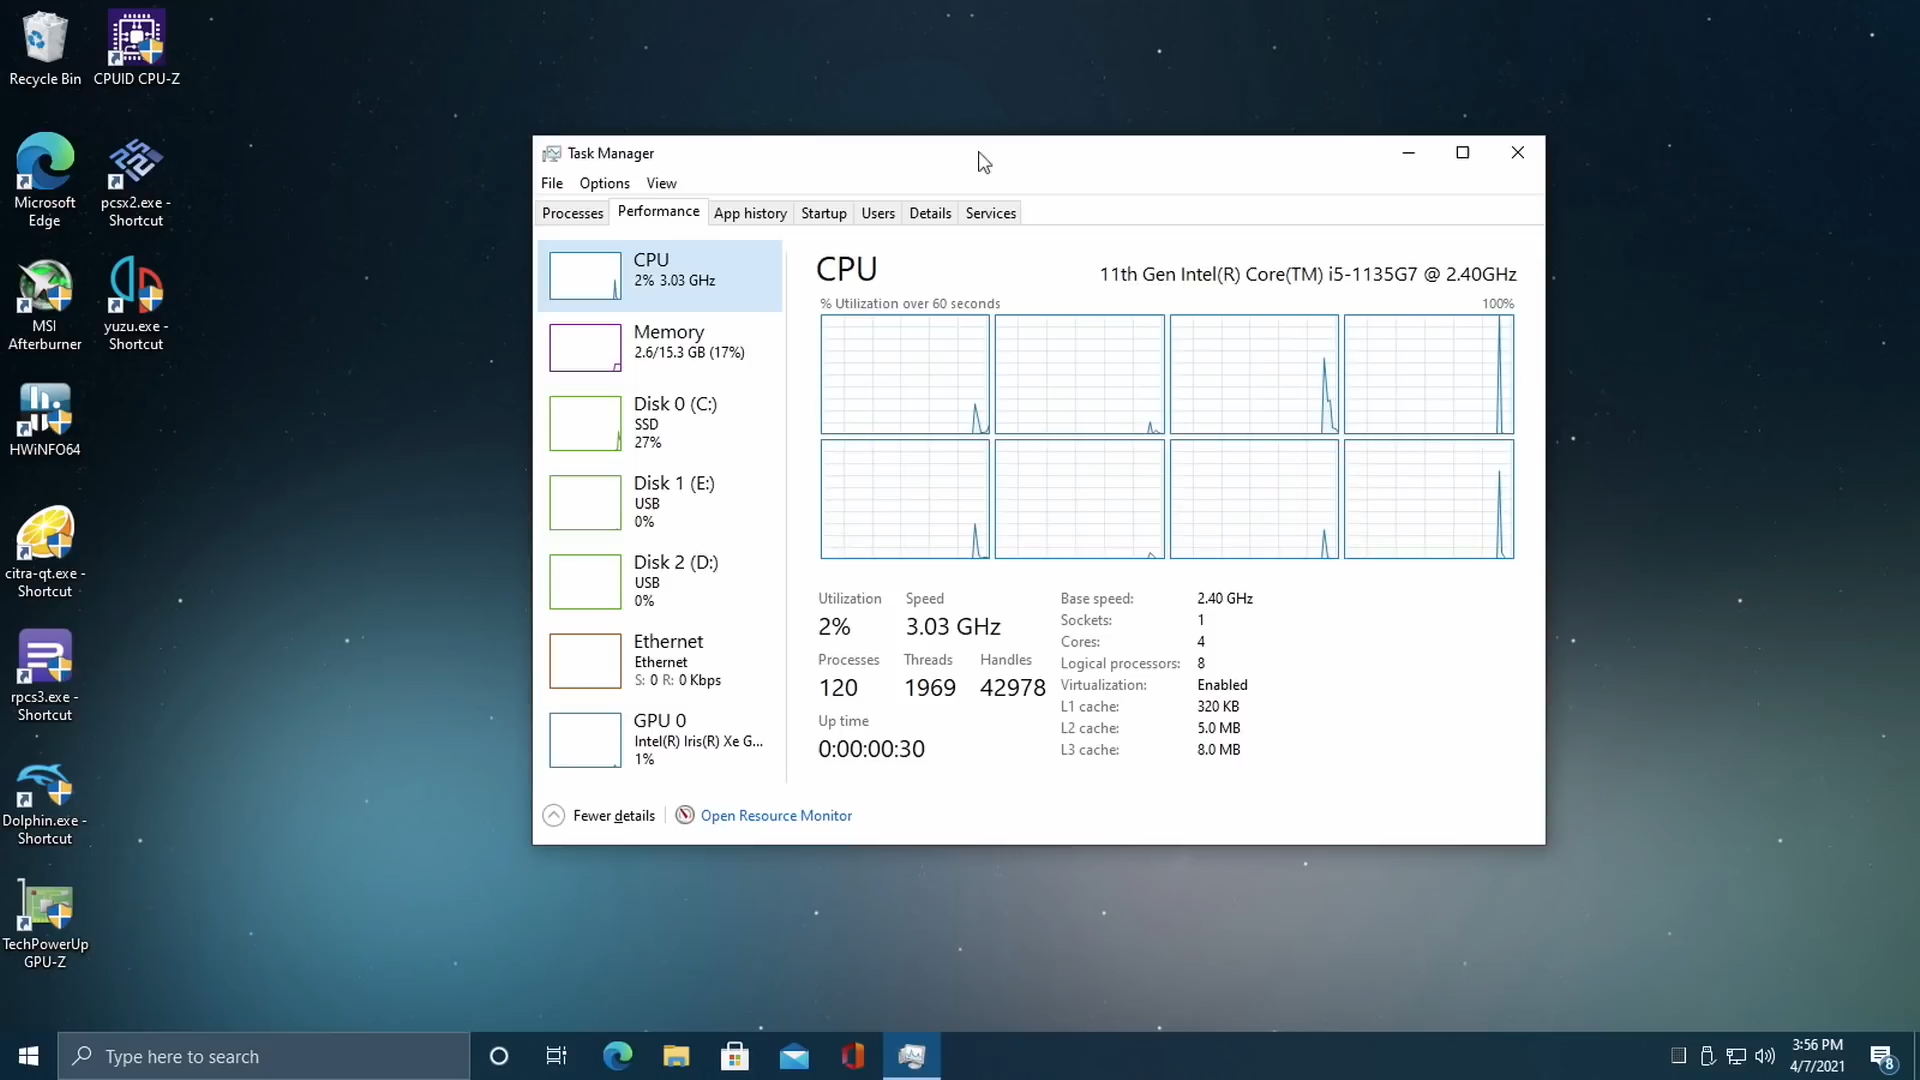 Recycle Bin
CPUID CPU-Z
Microsoft
Edge
pcsx2.exe -
Shortcut
MSI
Afterburner
yuzu.exe -
Shortcut
HWiNFO64
citra-qt.exe -
Shortcut
rpcs3.exe -
Shortcut
Dolphin.exe -
Shortcut
TechPowerUp
GPU-Z
Task Manager
File Options View
Processes Performance App history Startup Users Details Services
CPU
2% 3.03 GHz
Memory
2.6/15.3 GB (17%)
Disk 0 (C:)
SSD
27%
Disk 1 (E:)
USB
0%
Disk 2 (D:)
USB
0%
Ethernet
Ethernet
S: 0 R: 0 Kbps
GPU 0
Intel(R) Iris(R) Xe G...
1%
CPU 11th Gen Intel(R) Core(TM) i5-1135G7 @ 2.40GHz
% Utilization over 60 seconds 100%
Utilization Speed
2% 3.03 GHz
Processes Threads Handles
120 1969 42978
Up time
0:00:00:30
Base speed: 2.40 GHz
Sockets: 1
Cores: 4
Logical processors: 8
Virtualization: Enabled
L1 cache: 320 KB
L2 cache: 5.0 MB
L3 cache: 8.0 MB
Fewer details Open Resource Monitor
Type here to search
3:56 PM
4/7/2021
8